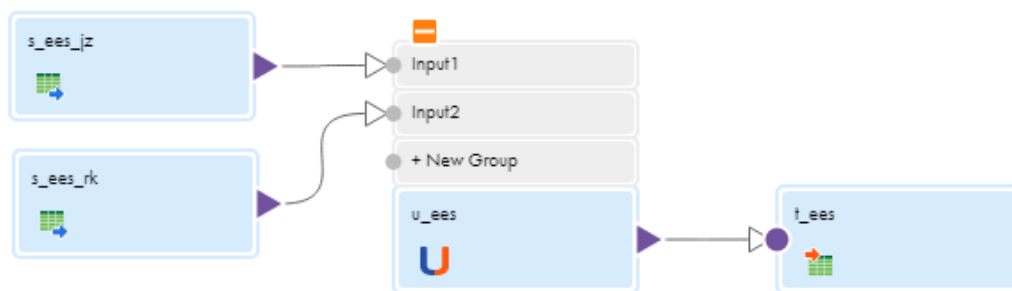 s_ees_jz
Input1
Input2
+ New Group
s_ees_rk
u_ees
t_ees